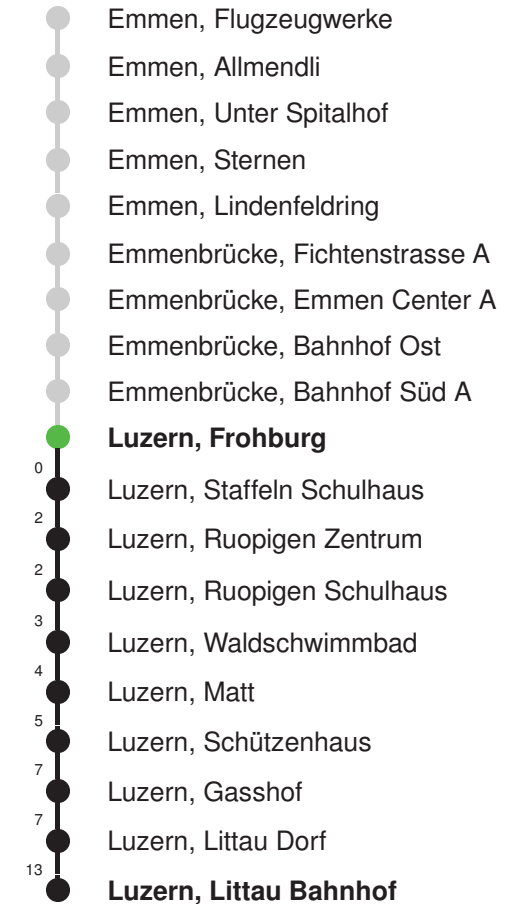 Emmen, Flugzeugwerke
Emmen, Allmendli
Emmen, Unter Spitalhof
Emmen, Sternen
Emmen, Lindenfeldring
Emmenbrücke, Fichtenstrasse A
Emmenbrücke, Emmen Center A
Emmenbrücke, Bahnhof Ost
Emmenbrücke, Bahnhof Süd A
Luzern, Frohburg
0
Luzern, Staffeln Schulhaus
2
Luzern, Ruopigen Zentrum
2
Luzern, Ruopigen Schulhaus
3
Luzern, Waldschwimmbad
4
Luzern, Matt
5
Luzern, Schützenhaus
7
Luzern, Gasshof
7
Luzern, Littau Dorf
13
Luzern, Littau Bahnhof